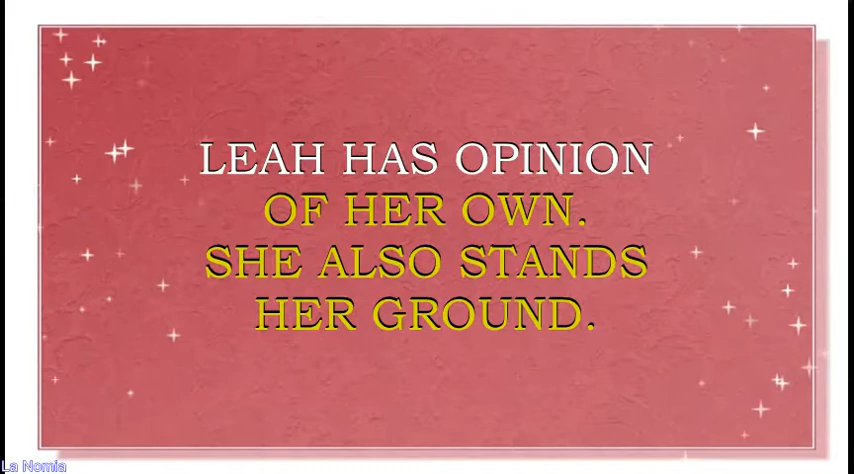 LEAH HAS OPINION
OF HER OWN.
SHE ALSO STANDS
HER GROUND.
La Nomia